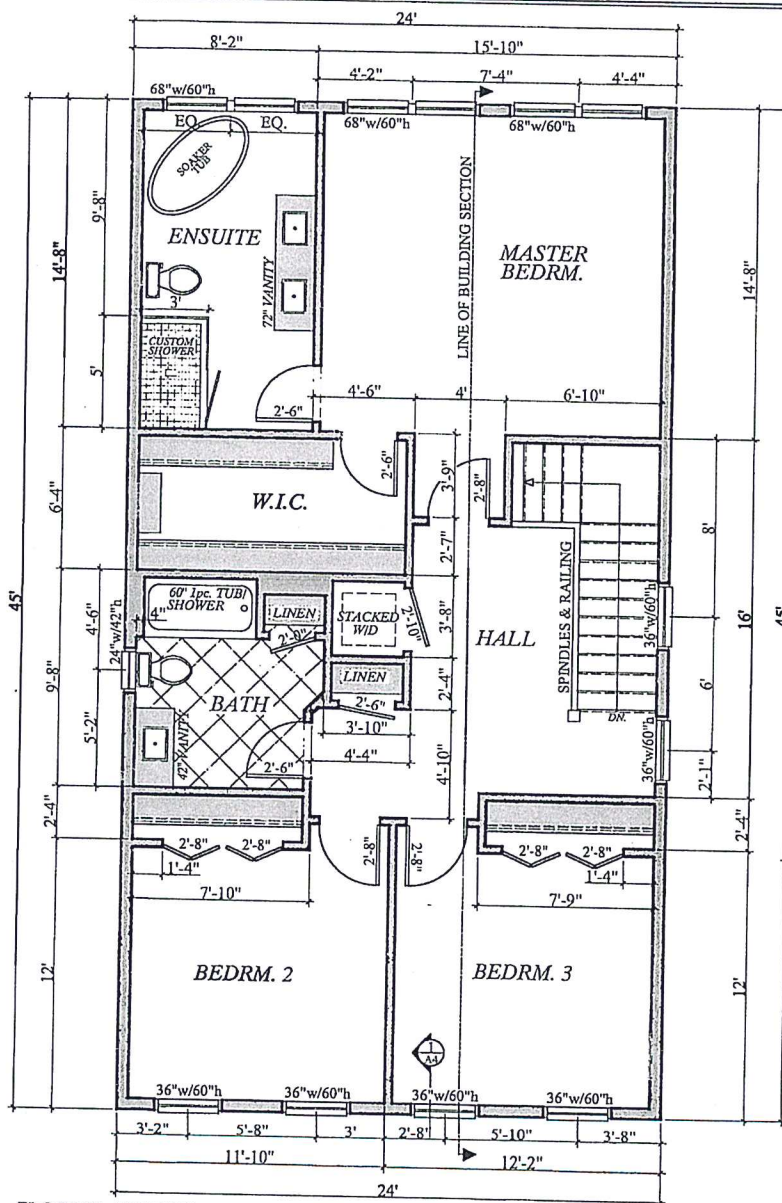 24'
8'-2"
15'-10"
4'-2"
7'-4"
4'-4"
68"w/60"h
EQ.
EQ.
68"w/60"h
68"w/60"h
SOAKER
TUB
9'-8"
14'-8"
ENSUITE
72" VANITY
LINE OF BUILDING SECTION
MASTER
BEDRM.
14'-8"
3'
CUSTOM
SHOWER
5'
2'-6"
4'-6"
4'
6'-10"
2'-6"
3'-9"
2'-8"
6'-4"
W.I.C.
2'-7"
8'
45'
60" 1pc. TUB/
SHOWER
4"
LINEN
2'-0"
STACKED
W/D
2'-10"
3'-8"
HALL
SPINDLES & RAILING
36"w/60"h
16'
45'
4'-6"
24"w/42"h
9'-8"
LINEN
2'-6"
2'-4"
6'
BATH
3'-10"
DN.
5'-2"
42" VANITY
2'-6"
4'-4"
4'-10"
36"w/60"h
2'-1"
2'-4"
2'-4"
2'-8"
2'-8"
2'-8"
2'-8"
2'-8"
2'-8"
1'-4"
1'-4"
7'-10"
7'-9"
BEDRM. 2
BEDRM. 3
12'
12'
1
A4
36"w/60"h
36"w/60"h
36"w/60"h
36"w/60"h
3'-2"
5'-8"
3'
2'-8"
5'-10"
3'-8"
11'-10"
12'-2"
24'